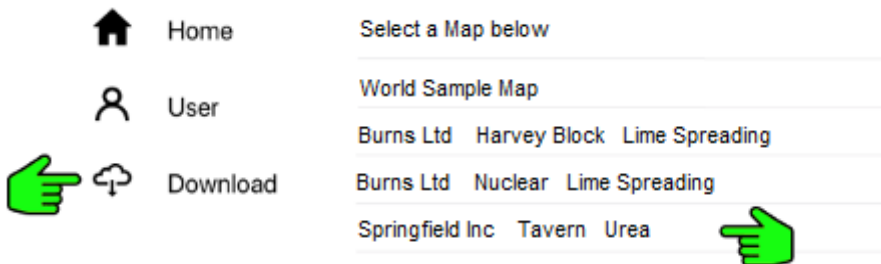 Home
User
Download
Select a Map below
World Sample Map
Burns Ltd Harvey Block Lime Spreading
Burns Ltd Nuclear Lime Spreading
Springfield Inc Tavern Urea